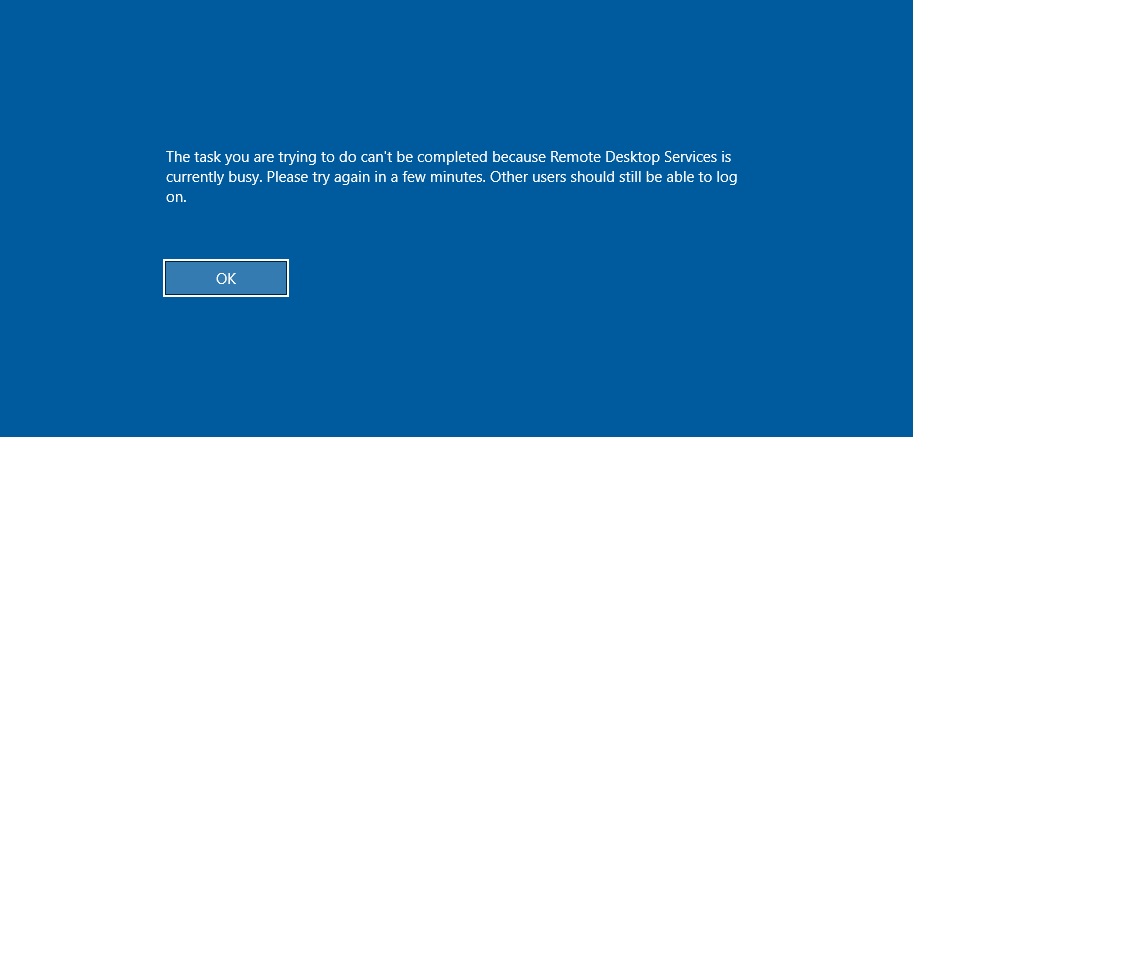 The task you are trying to do can't be completed because Remote Desktop Services is
currently busy. Please try again in a few minutes. Other users should still be able to log
on.
OK